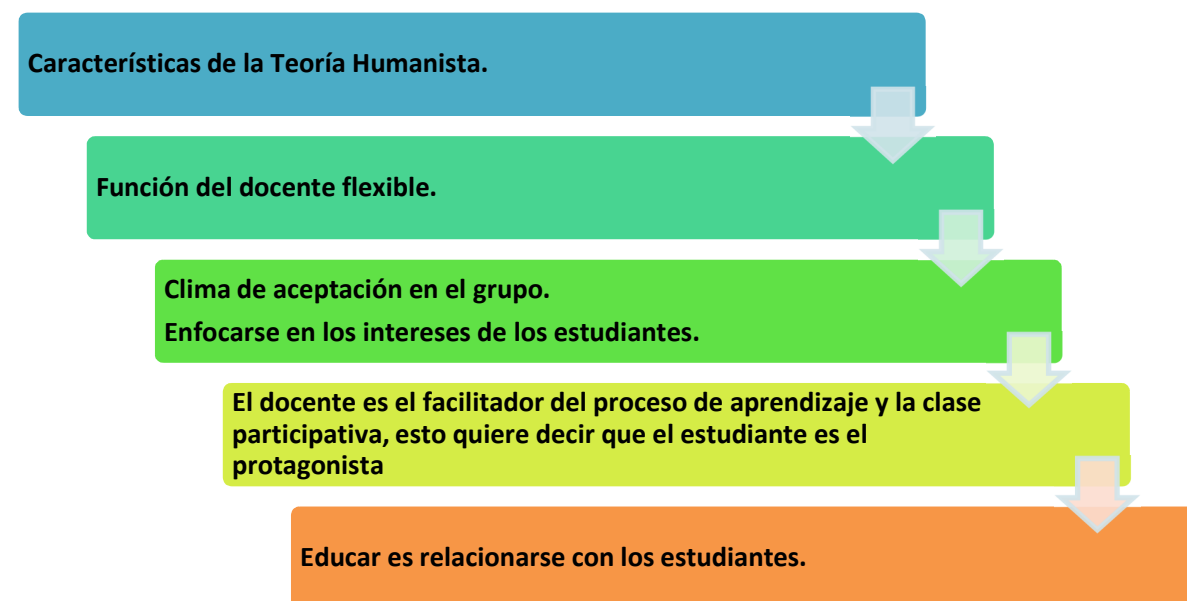 Características de la Teoría Humanista.
Función del docente flexible.
Clima de aceptación en el grupo.
Enfocarse en los intereses de los estudiantes.
El docente es el facilitador del proceso de aprendizaje y la clase
participativa, esto quiere decir que el estudiante es el
protagonista
Educar es relacionarse con los estudiantes.